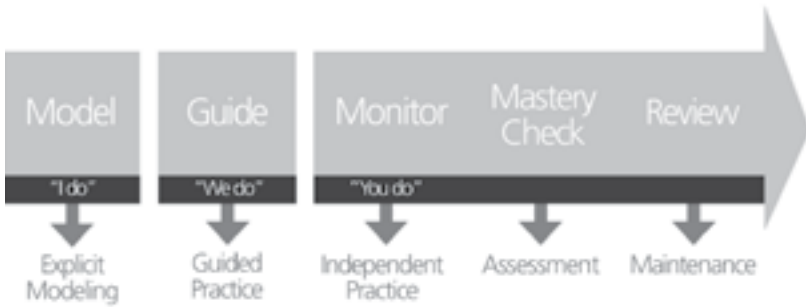 Model
Guide
Monitor
Mastery
Check
Review
"I do"
"We do"
"You do"
Explicit
Modeling
Guided
Practice
Independent
Practice
Assessment
Maintenance